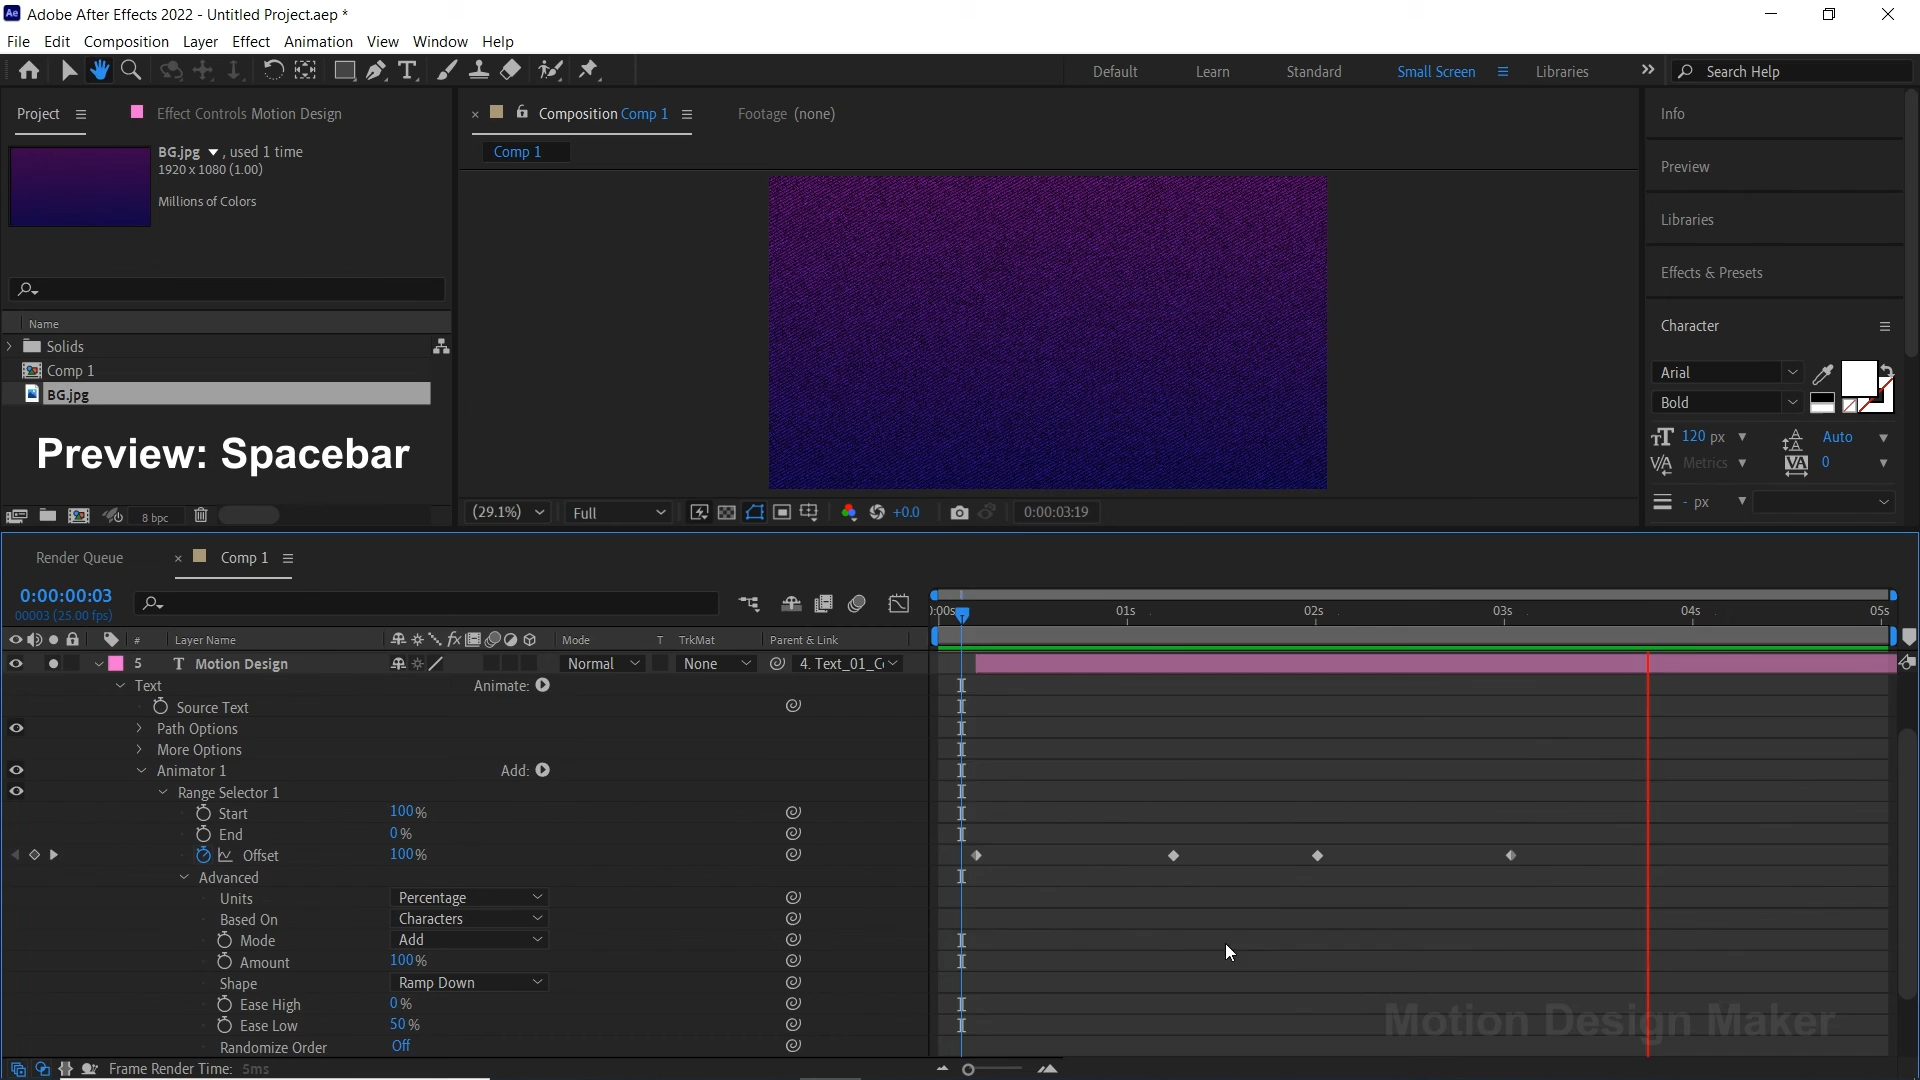 Adobe After Effects 2022 - Untitled Project.aep *
File Edit Composition Layer Effect Animation View Window Help
Default Learn Standard Small Screen Libraries Search Help
Project Effect Controls Motion Design
BG.jpg , used 1 time
1920 x 1080 (1.00)
Millions of Colors
Name
Solids
Comp 1
BG.jpg
Preview: Spacebar
8 bpc
Composition Comp 1 Footage (none)
Comp 1
(29.1%) Full +0.0 0:00:03:19
Info
Preview
Libraries
Effects & Presets
Character
Arial
Bold
120 px Auto
Metrics 0
- px
Render Queue Comp 1
0:00:00:03
00003 (25.00 fps)
# Layer Name Mode T TrkMat Parent & Link
):00s 01s 02s 03s 04s 05s
5 T Motion Design Normal None 4. Text_01_C
Text Animate:
Source Text
Path Options
More Options
Animator 1 Add:
Range Selector 1
Start 100%
End 0%
Offset 100%
Advanced
Units Percentage
Based On Characters
Mode Add
Amount 100%
Shape Ramp Down
Ease High 0%
Ease Low 50%
Randomize Order Off
Motion Design Maker
Frame Render Time: 5ms